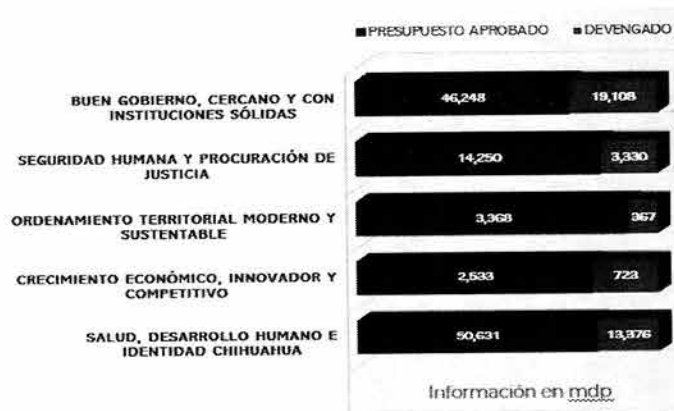 PRESUPUESTO APROBADO DEVENGADO
BUEN GOBIERNO, CERCANO Y CON
INSTITUCIONES SÓLIDAS
46,248 19,108
SEGURIDAD HUMANA Y PROCURACIÓN DE
JUSTICIA
14,250 3,330
ORDENAMIENTO TERRITORIAL MODERNO Y
SUSTENTABLE
3,368 367
CRECIMIENTO ECONÓMICO, INNOVADOR Y
COMPETITIVO
2,533 723
SALUD, DESARROLLO HUMANO E
IDENTIDAD CHIHUAHUA
50,631 13,376
Información en mdp